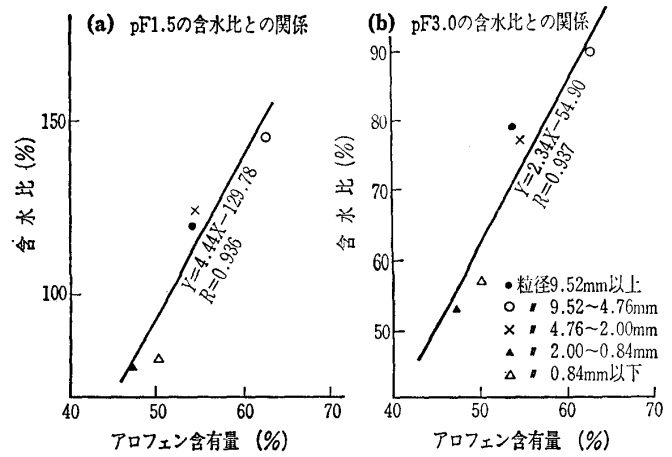 (a) pF1.5の含水比との関係
150
100
含水比 (%)
Y=4.44X−129.78
R=0.936
40 50 60 70
アロフェン含有量 (%)
(b) pF3.0の含水比との関係
90
80
70
60
50
含水比 (%)
Y=2.34X−54.90
R=0.937
●粒径9.52mm以上
○ 〃 9.52~4.76mm
× 〃 4.76~2.00mm
▲ 〃 2.00~0.84mm
△ 〃 0.84mm以下
40 50 60 70
アロフェン含有量 (%)